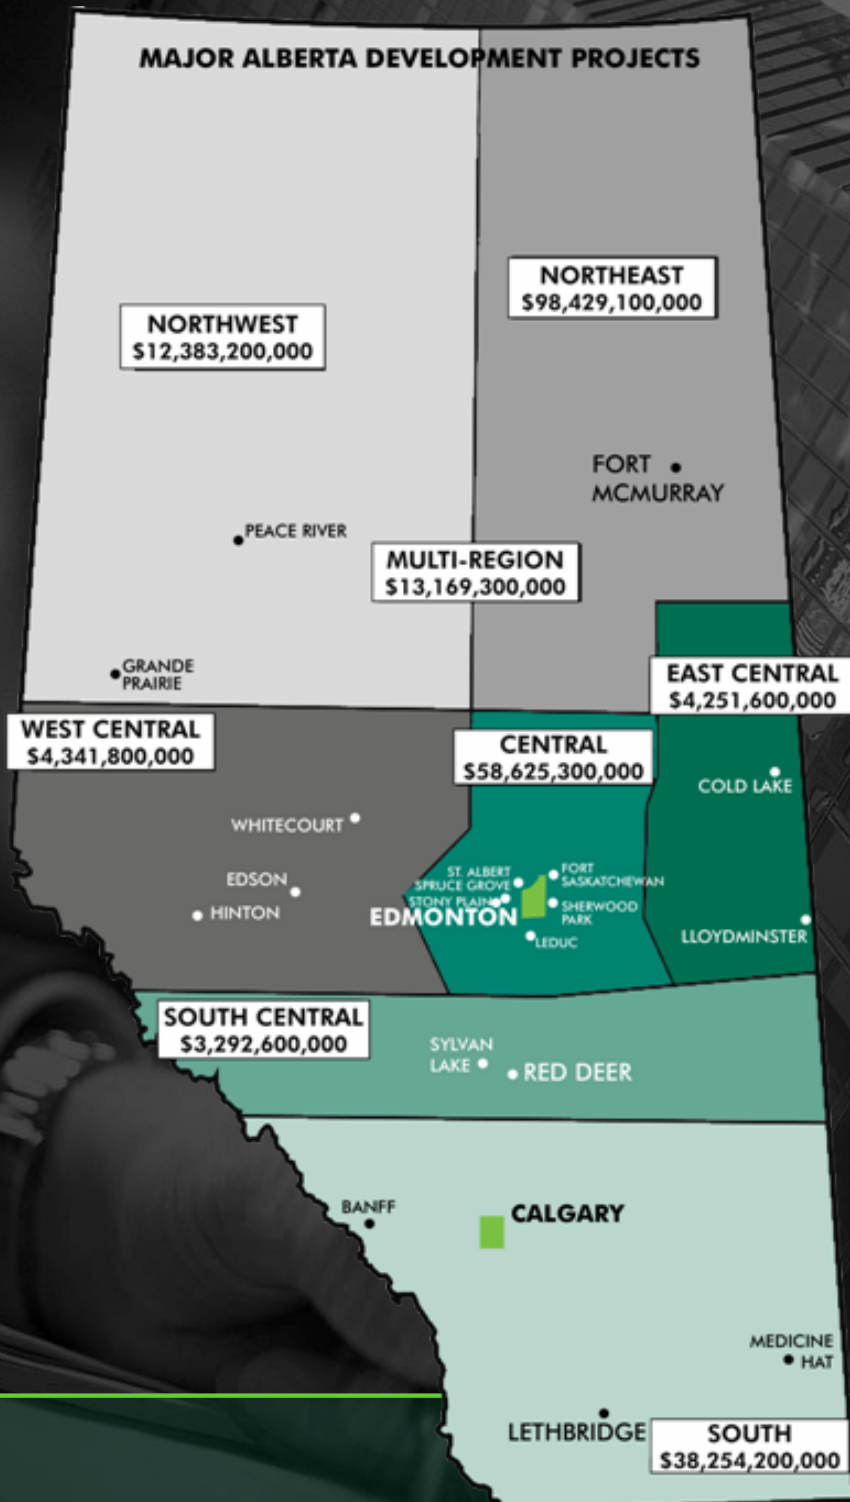 MAJOR ALBERTA DEVELOPMENT PROJECTS
NORTHEAST
$98,429,100,000
NORTHWEST
$12,383,200,000
FORT
MCMURRAY
PEACE RIVER
MULTI-REGION
$13,169,300,000
GRANDE
PRAIRIE
EAST CENTRAL
$4,251,600,000
WEST CENTRAL
$4,341,800,000
CENTRAL
$58,625,300,000
COLD LAKE
WHITECOURT
ST. ALBERT
SPRUCE GROVE
STONY PLAIN
EDMONTON
FORT
SASKATCHEWAN
SHERWOOD
PARK
LEDUC
EDSON
HINTON
LLOYDMINSTER
SOUTH CENTRAL
$3,292,600,000
SYLVAN
LAKE
RED DEER
BANFF
CALGARY
MEDICINE
HAT
LETHBRIDGE
SOUTH
$38,254,200,000